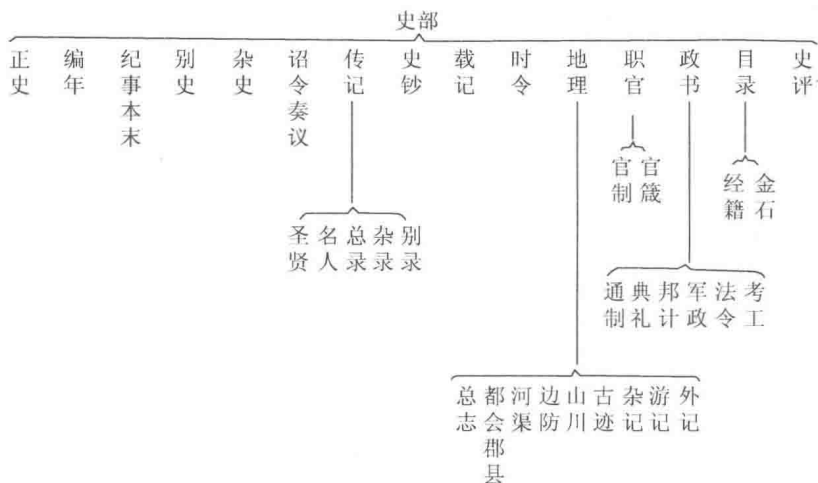 史部
正史
编年
纪事本末
别史
杂史
诏令奏议
传记
史钞
载记
时令
地理
职官
政书
目录
史评
官制
官箴
经籍
金石
圣贤
名人
总录
杂录
别录
通制
典礼
邦计
军政
法令
考工
总志
都会郡县
河渠
边防
山川
古迹
杂记
游记
外记